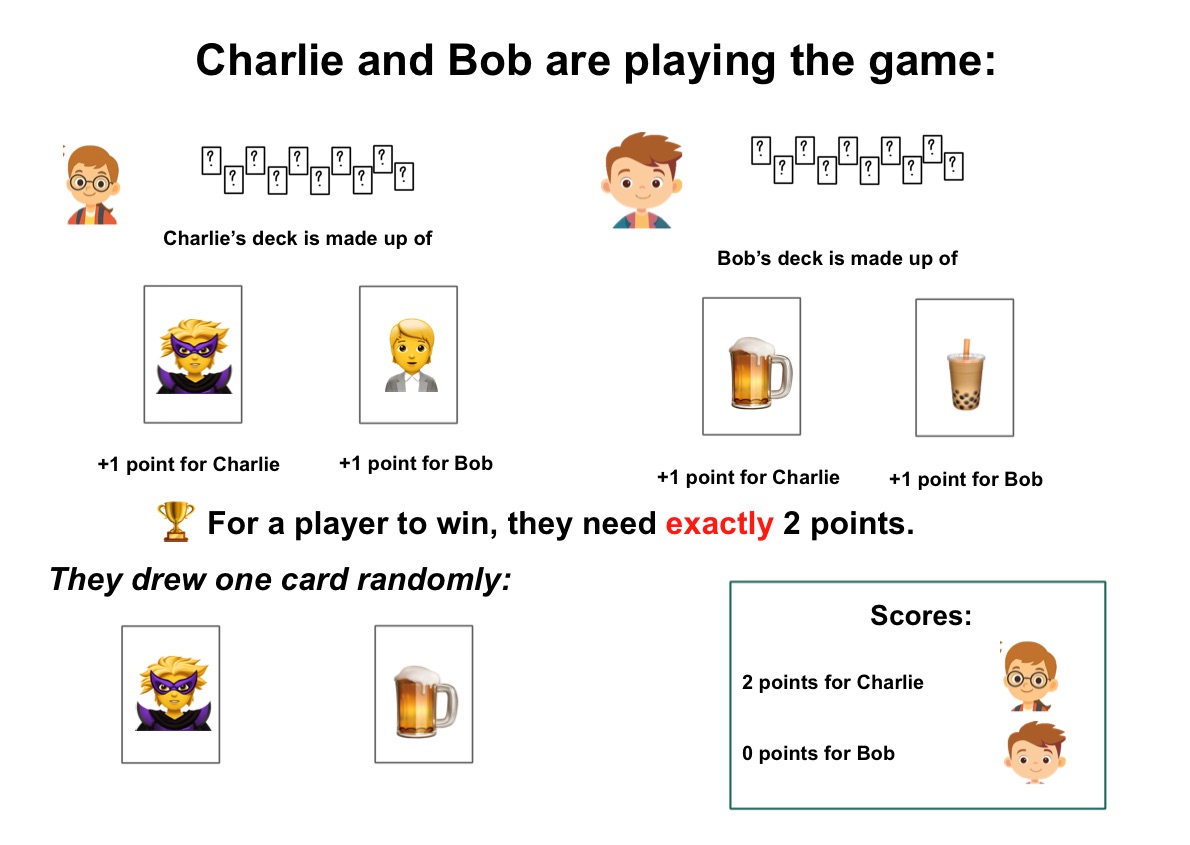 Charlie and Bob are playing the game:
? ? ? ? ? ? ? ? ? ?
? ? ? ? ? ? ? ? ? ?
Charlie’s deck is made up of
Bob’s deck is made up of
+1 point for Charlie
+1 point for Bob
+1 point for Charlie
+1 point for Bob
For a player to win, they need exactly 2 points.
They drew one card randomly:
Scores:
2 points for Charlie
0 points for Bob